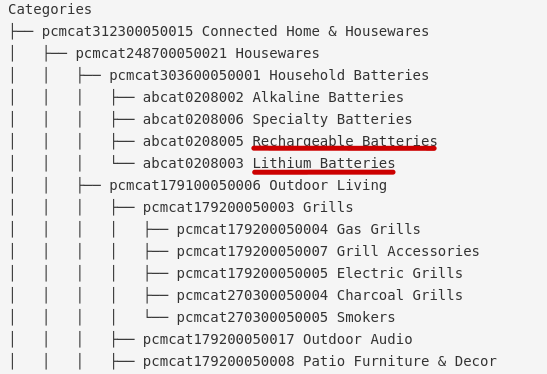 Categories
├── pcmcat312300050015 Connected Home & Housewares
│   ├── pcmcat248700050021 Housewares
│   │   ├── pcmcat303600050001 Household Batteries
│   │   │   ├── abcat0208002 Alkaline Batteries
│   │   │   ├── abcat0208006 Specialty Batteries
│   │   │   ├── abcat0208005 Rechargeable Batteries
│   │   │   └── abcat0208003 Lithium Batteries
│   │   ├── pcmcat179100050006 Outdoor Living
│   │   │   ├── pcmcat179200050003 Grills
│   │   │   │   ├── pcmcat179200050004 Gas Grills
│   │   │   │   ├── pcmcat179200050007 Grill Accessories
│   │   │   │   ├── pcmcat179200050005 Electric Grills
│   │   │   │   ├── pcmcat270300050004 Charcoal Grills
│   │   │   │   └── pcmcat270300050005 Smokers
│   │   │   ├── pcmcat179200050017 Outdoor Audio
│   │   │   ├── pcmcat179200050008 Patio Furniture & Decor